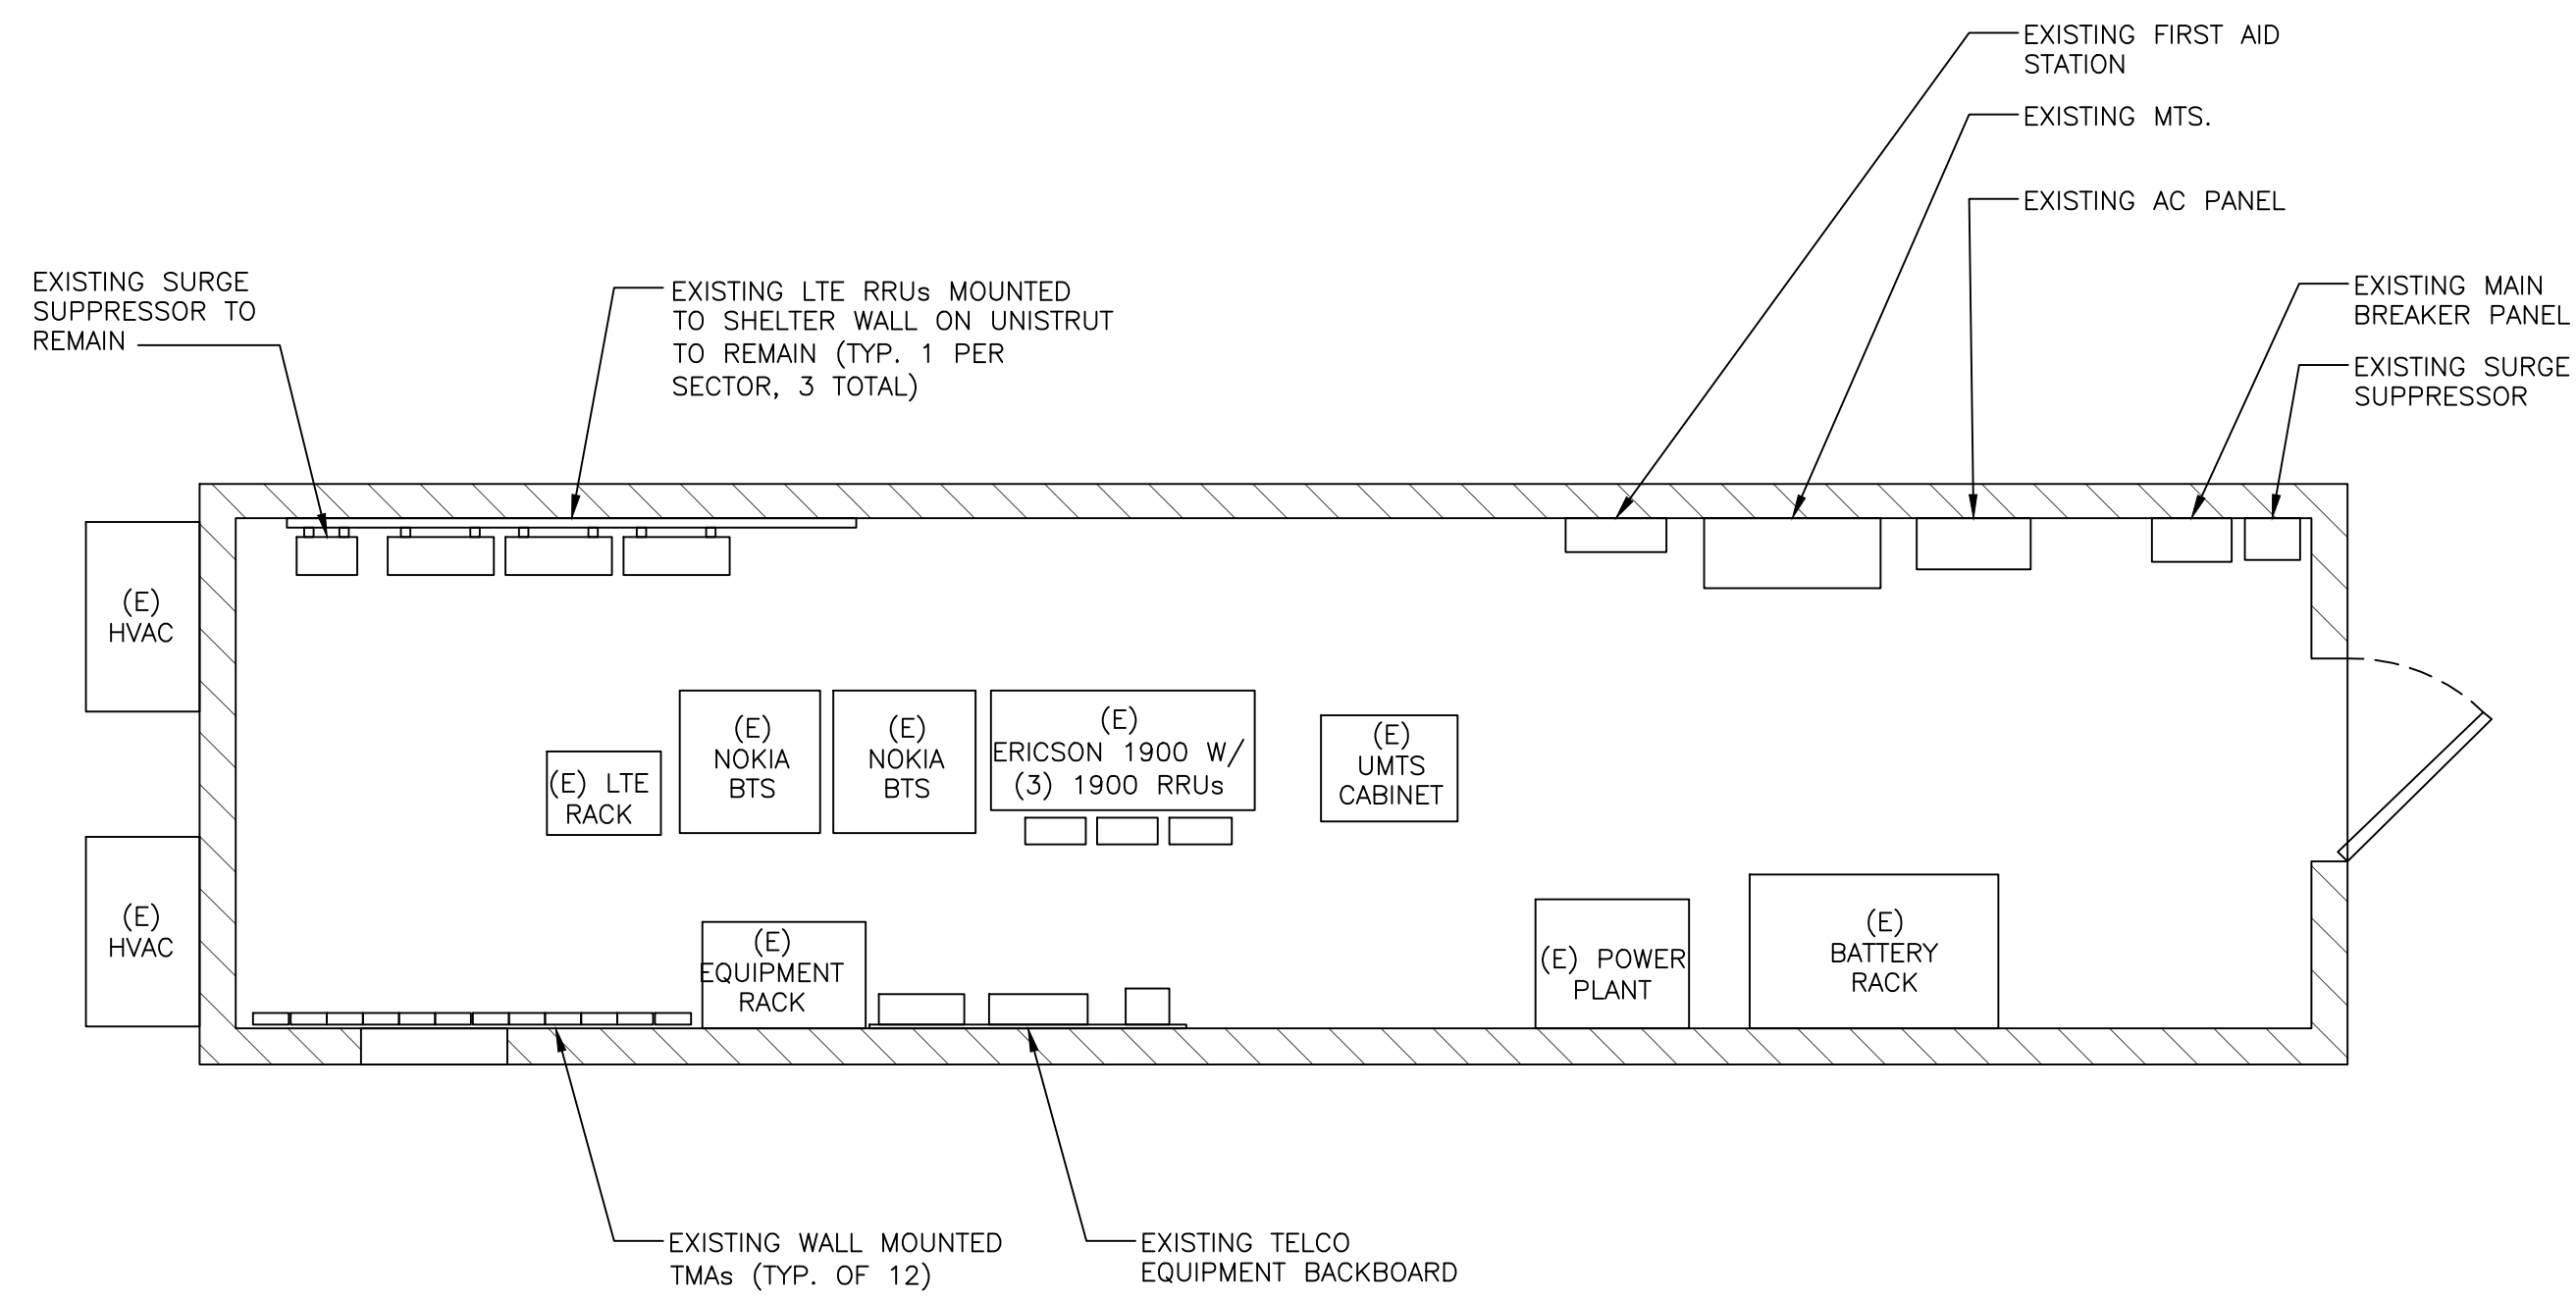 EXISTING FIRST AID
STATION
EXISTING MTS.
EXISTING AC PANEL
EXISTING SURGE
SUPPRESSOR TO
REMAIN
EXISTING LTE RRUs MOUNTED
TO SHELTER WALL ON UNISTRUT
TO REMAIN (TYP. 1 PER
SECTOR, 3 TOTAL)
EXISTING MAIN
BREAKER PANEL
EXISTING SURGE
SUPPRESSOR
(E)
HVAC
(E) LTE
RACK
(E)
NOKIA
BTS
(E)
NOKIA
BTS
(E)
ERICSON 1900 W/
(3) 1900 RRUs
(E)
UMTS
CABINET
(E)
HVAC
(E)
EQUIPMENT
RACK
(E) POWER
PLANT
(E)
BATTERY
RACK
EXISTING WALL MOUNTED
TMAs (TYP. OF 12)
EXISTING TELCO
EQUIPMENT BACKBOARD